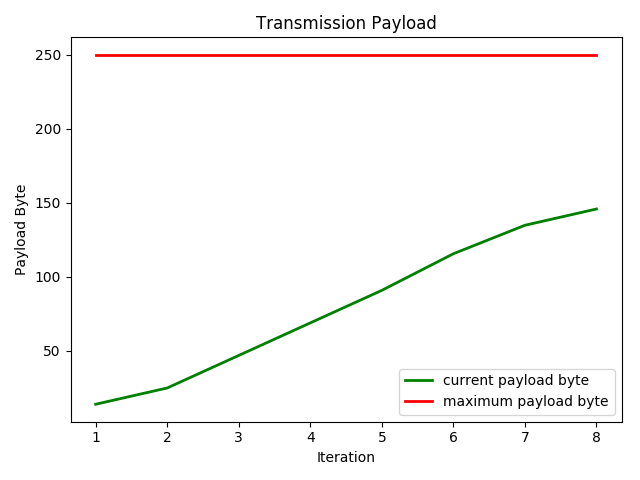 Transmission Payload
250
200
150
100
50
Payload Byte
current payload byte
maximum payload byte
1 2 3 4 5 6 7 8
Iteration